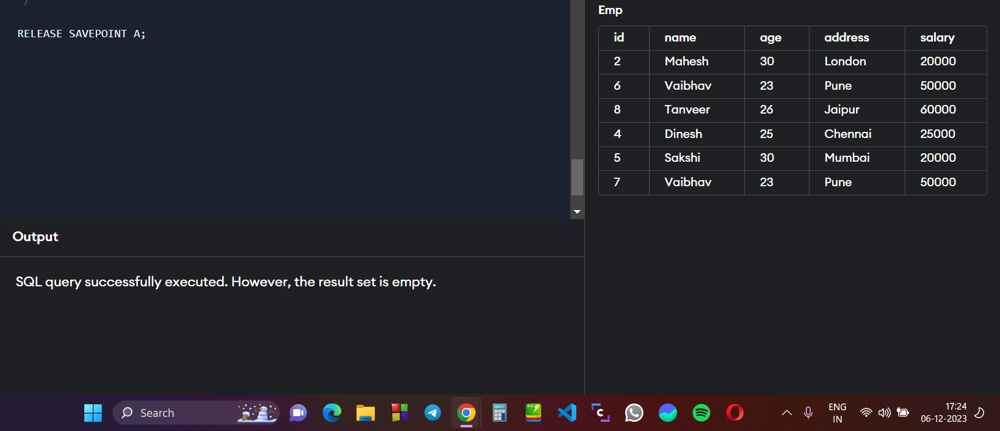 */
RELEASE SAVEPOINT A;
Output
SQL query successfully executed. However, the result set is empty.
Emp
id name age address salary
2 Mahesh 30 London 20000
6 Vaibhav 23 Pune 50000
8 Tanveer 26 Jaipur 60000
4 Dinesh 25 Chennai 25000
5 Sakshi 30 Mumbai 20000
7 Vaibhav 23 Pune 50000
Search
ENG
IN
17:24
06-12-2023